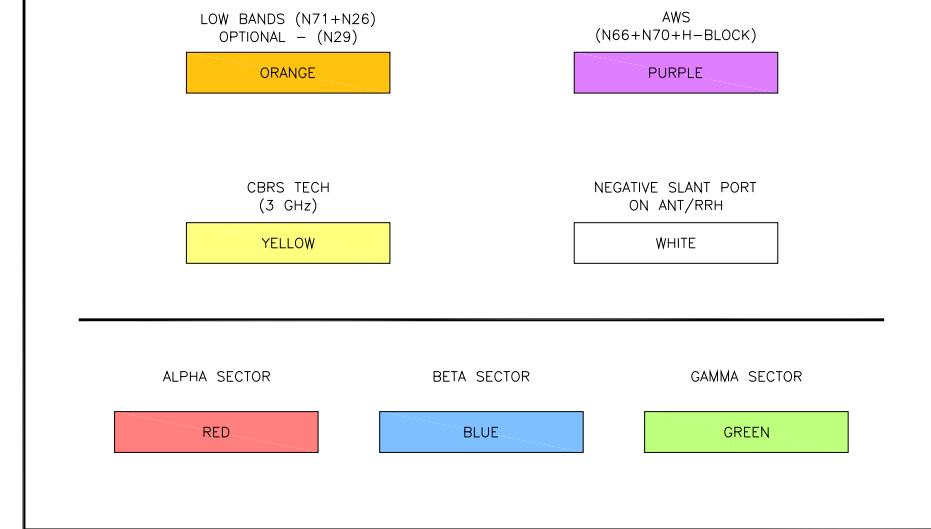 LOW BANDS (N71+N26)
OPTIONAL - (N29)
ORANGE
AWS
(N66+N70+H-BLOCK)
PURPLE
CBRS TECH
(3 GHz)
YELLOW
NEGATIVE SLANT PORT
ON ANT/RRH
WHITE
ALPHA SECTOR
RED
BETA SECTOR
BLUE
GAMMA SECTOR
GREEN